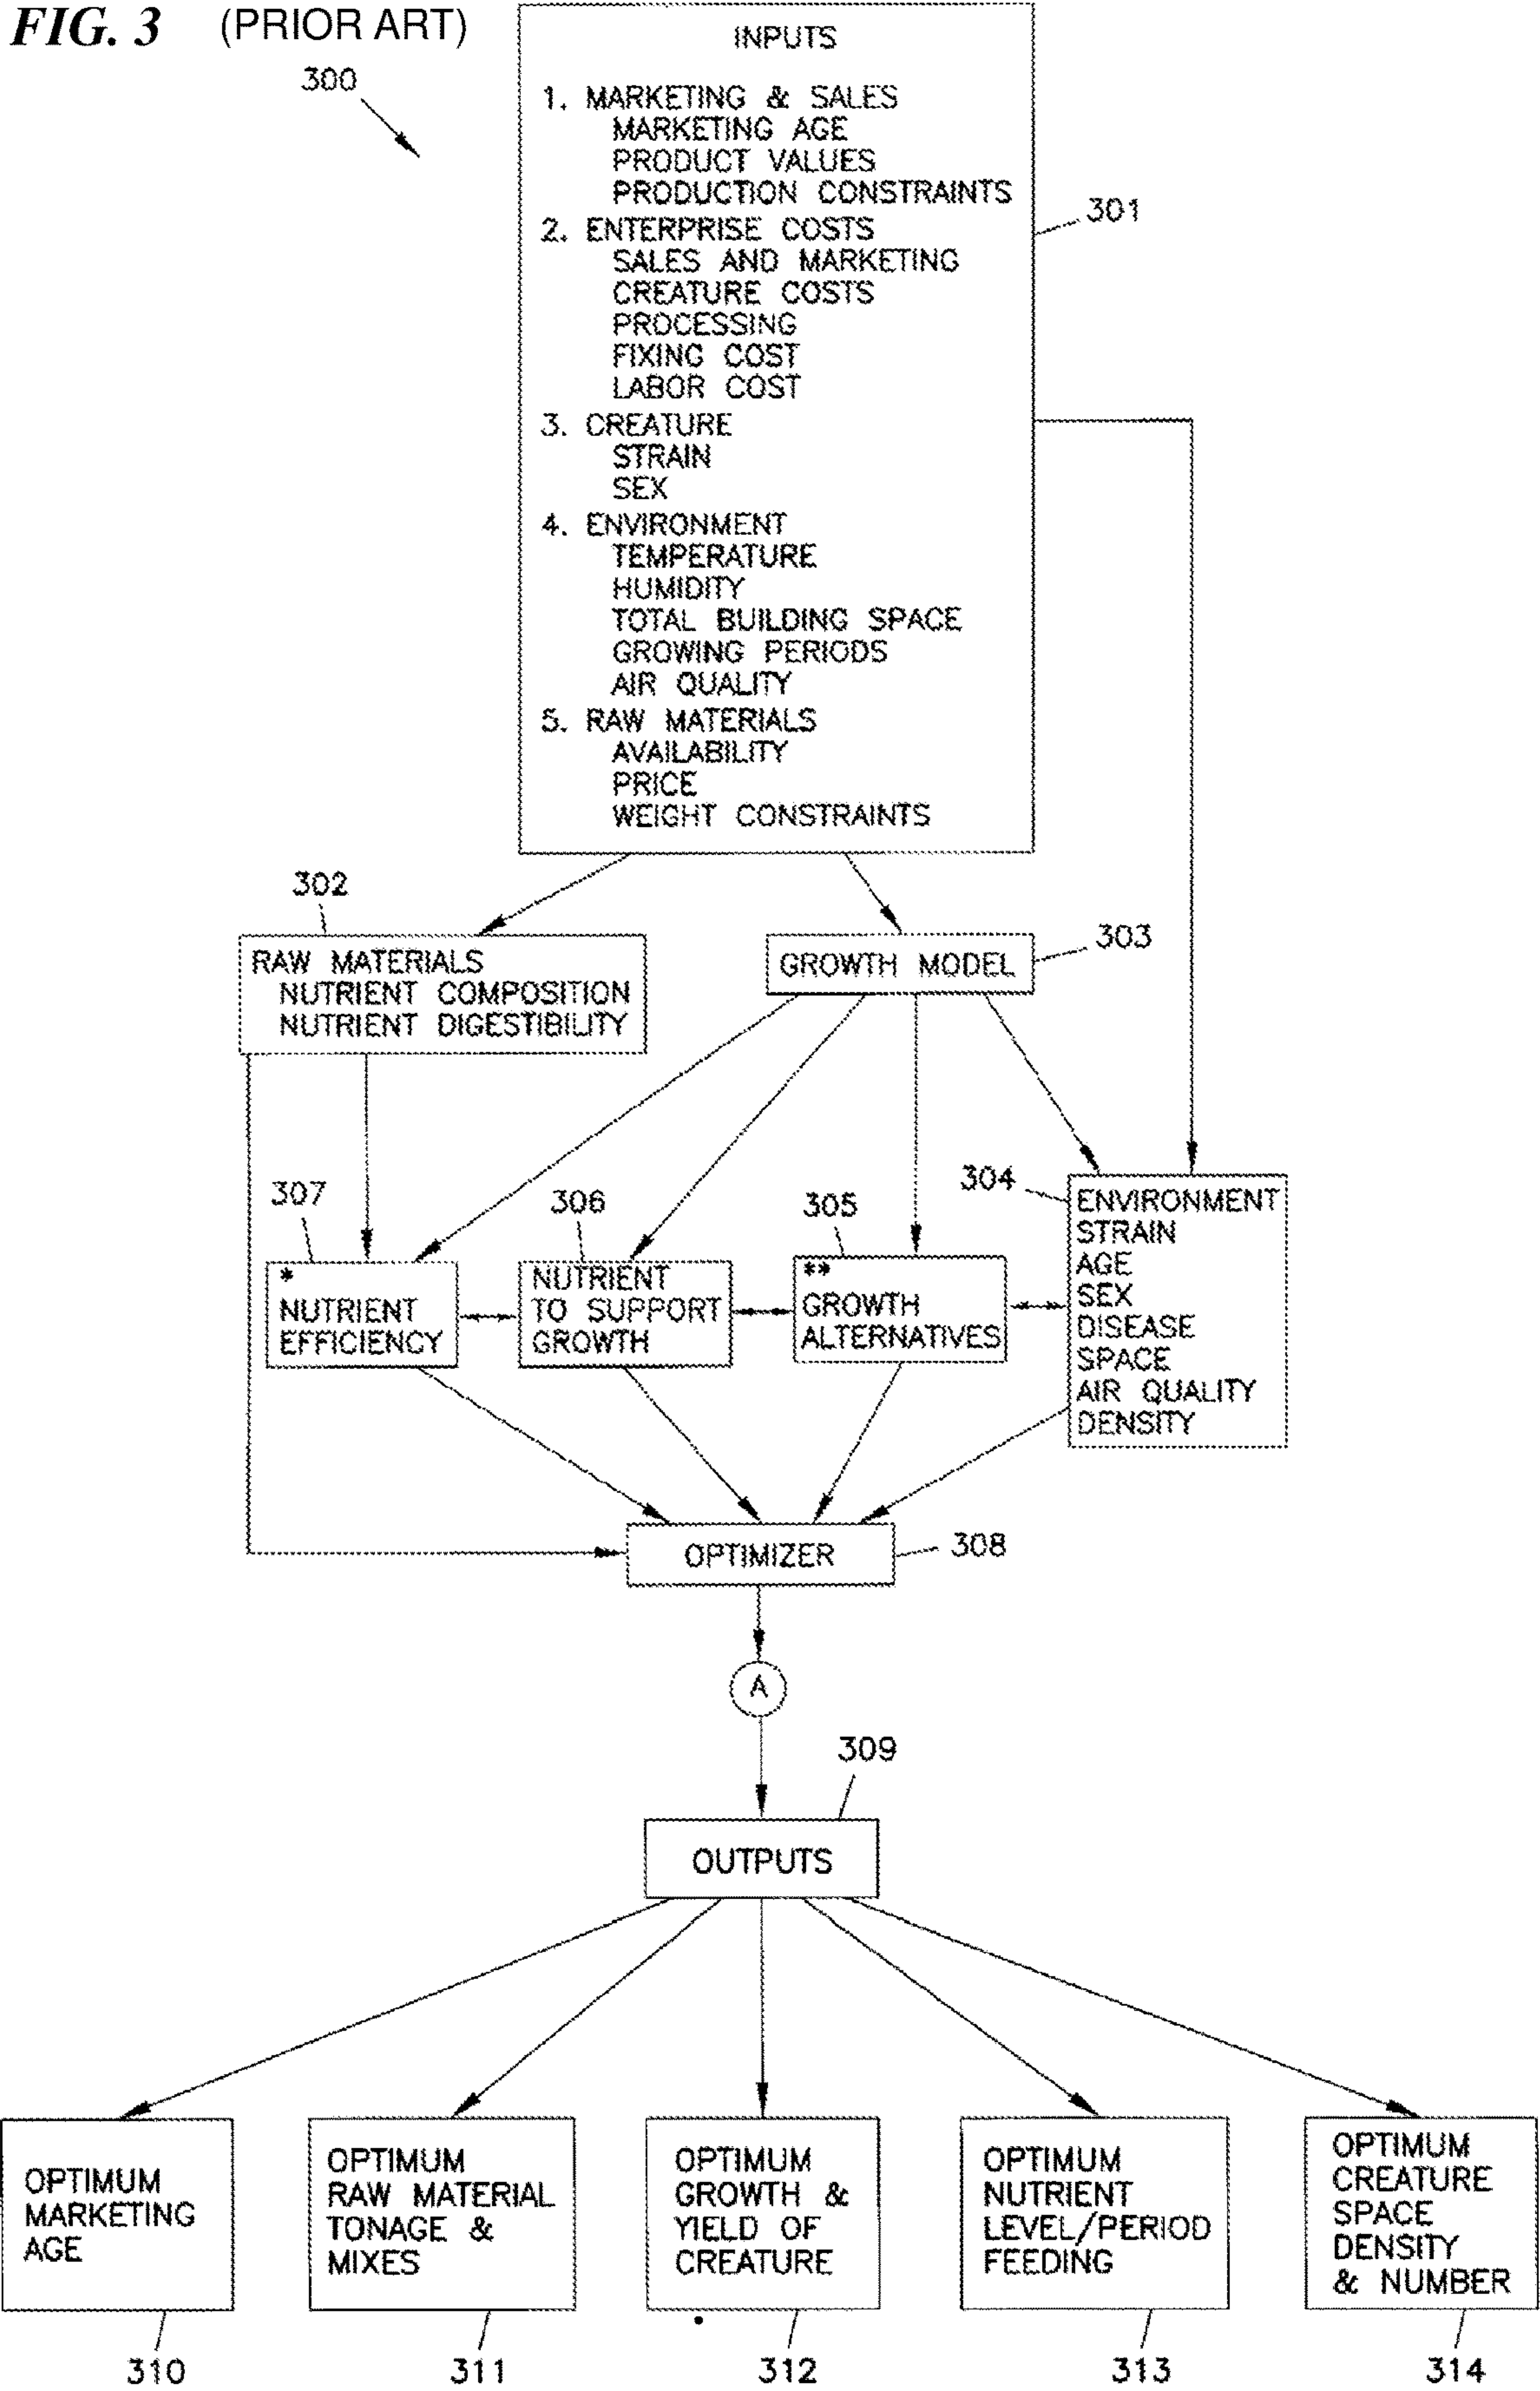 FIG. 3 (PRIOR ART)
300
INPUTS
1. MARKETING & SALES
MARKETING AGE
PRODUCT VALUES
PRODUCTION CONSTRAINTS
301
2. ENTERPRISE COSTS
SALES AND MARKETING
CREATURE COSTS
PROCESSING
FIXING COST
LABOR COST
3. CREATURE
STRAIN
SEX
4. ENVIRONMENT
TEMPERATURE
HUMIDITY
TOTAL BUILDING SPACE
GROWING PERIODS
AIR QUALITY
5. RAW MATERIALS
AVAILABILITY
PRICE
WEIGHT CONSTRAINTS
302
RAW MATERIALS
NUTRIENT COMPOSITION
NUTRIENT DIGESTIBILITY
303
GROWTH MODEL
307
*
NUTRIENT
EFFICIENCY
306
NUTRIENT
TO SUPPORT
GROWTH
305
**
GROWTH
ALTERNATIVES
304
ENVIRONMENT
STRAIN
AGE
SEX
DISEASE
SPACE
AIR QUALITY
DENSITY
OPTIMIZER
308
A
309
OUTPUTS
OPTIMUM
MARKETING
AGE
OPTIMUM
RAW MATERIAL
TONAGE &
MIXES
OPTIMUM
GROWTH &
YIELD OF
CREATURE
OPTIMUM
NUTRIENT
LEVEL/PERIOD
FEEDING
OPTIMUM
CREATURE
SPACE
DENSITY
& NUMBER
310
311
312
313
314